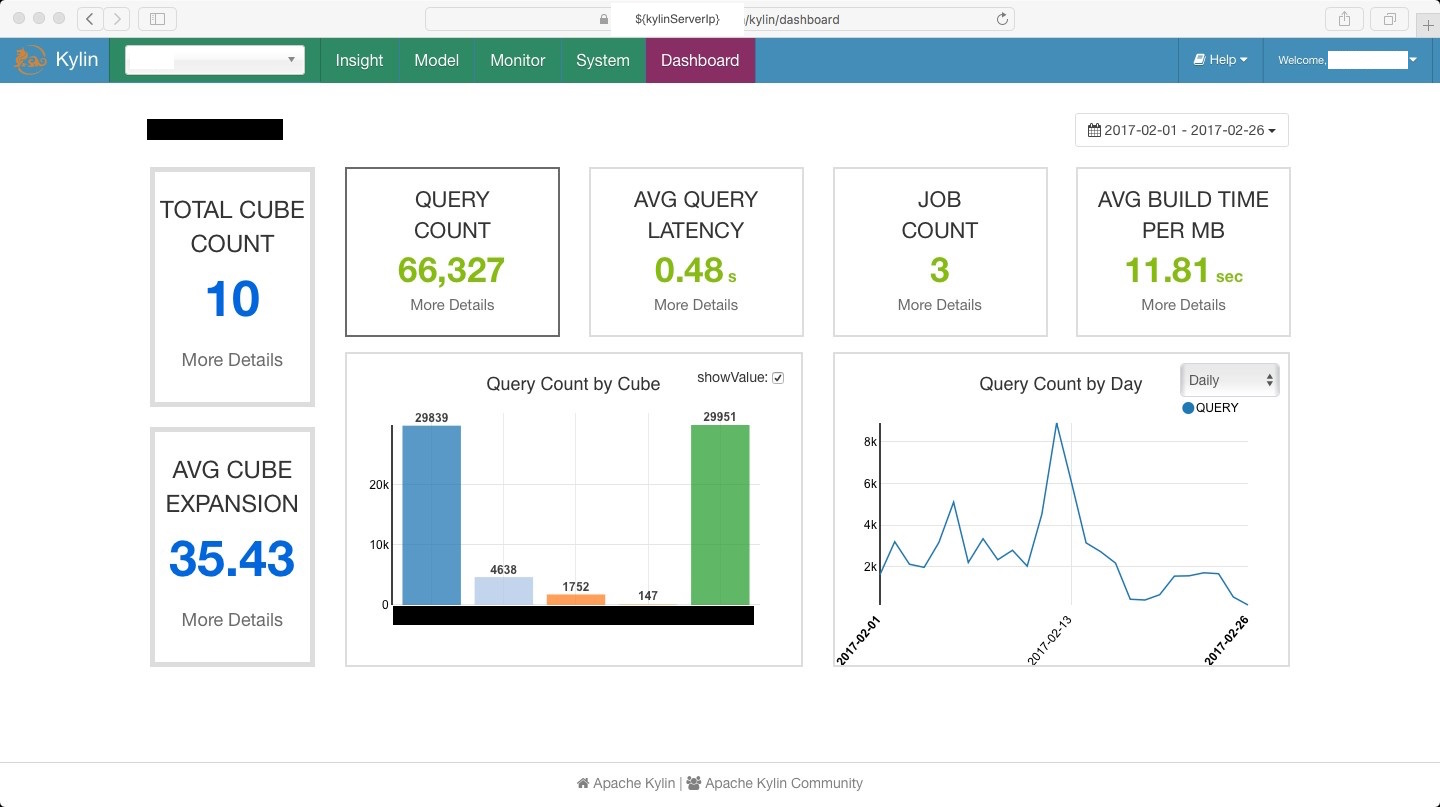 ${kylinServerIp} /kylin/dashboard
Kylin
Insight
Model
Monitor
System
Dashboard
Help
Welcome,
2017-02-01 - 2017-02-26
TOTAL CUBE
COUNT
10
More Details
QUERY
COUNT
66,327
More Details
AVG QUERY
LATENCY
0.48 s
More Details
JOB
COUNT
3
More Details
AVG BUILD TIME
PER MB
11.81 sec
More Details
AVG CUBE
EXPANSION
35.43
More Details
Query Count by Cube
showValue:
29839
4638
1752
147
29951
20k
10k
0
Query Count by Day
Daily
QUERY
8k
6k
4k
2k
2017-02-01
2017-02-13
2017-02-26
Apache Kylin | Apache Kylin Community